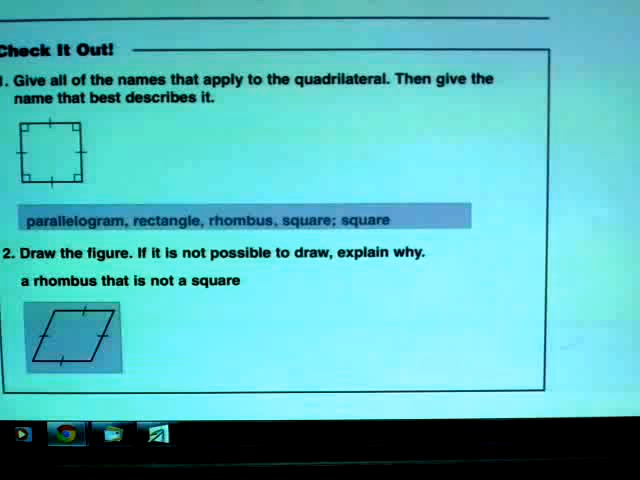 Check It Out!
1. Give all of the names that apply to the quadrilateral. Then give the
name that best describes it.
parallelogram, rectangle, rhombus, square; square
2. Draw the figure. If it is not possible to draw, explain why.
a rhombus that is not a square